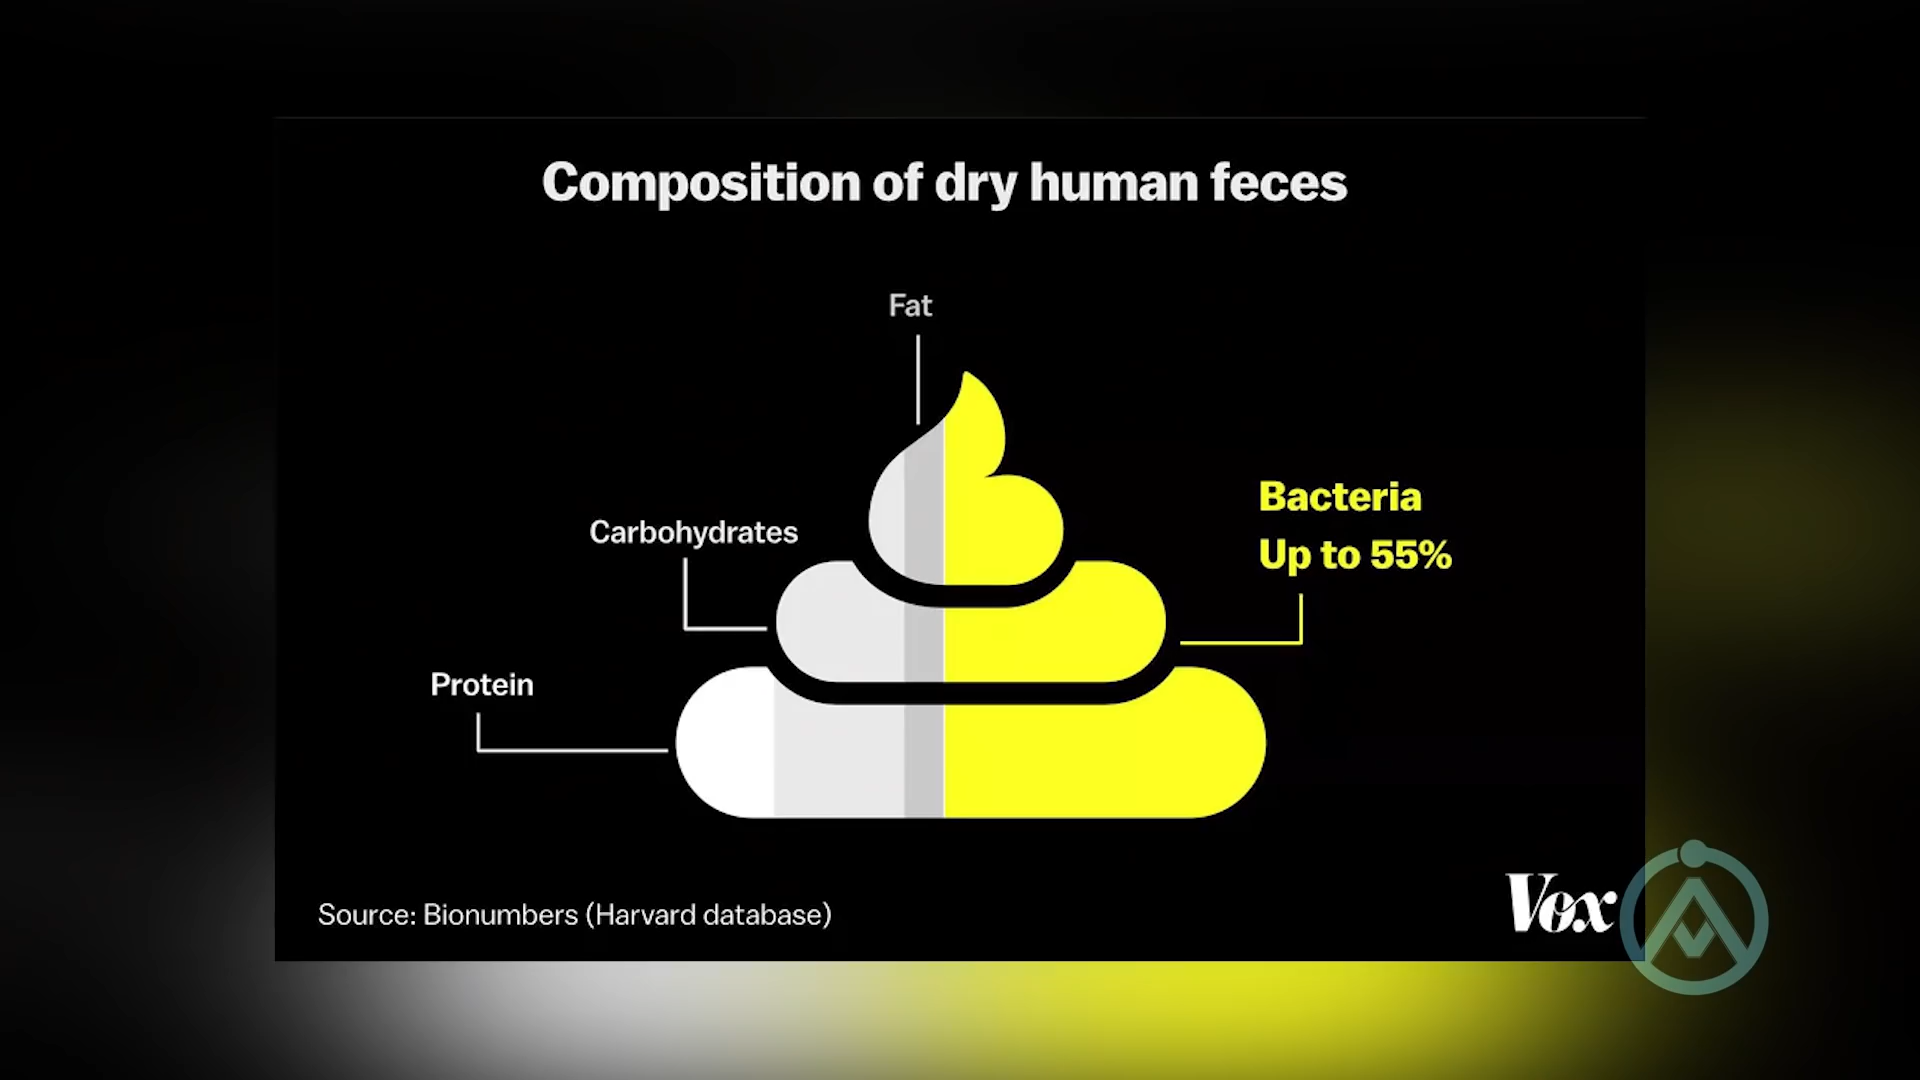 Composition of dry human feces
Fat
Bacteria
Up to 55%
Carbohydrates
Protein
Source: Bionumbers (Harvard database)
Vox